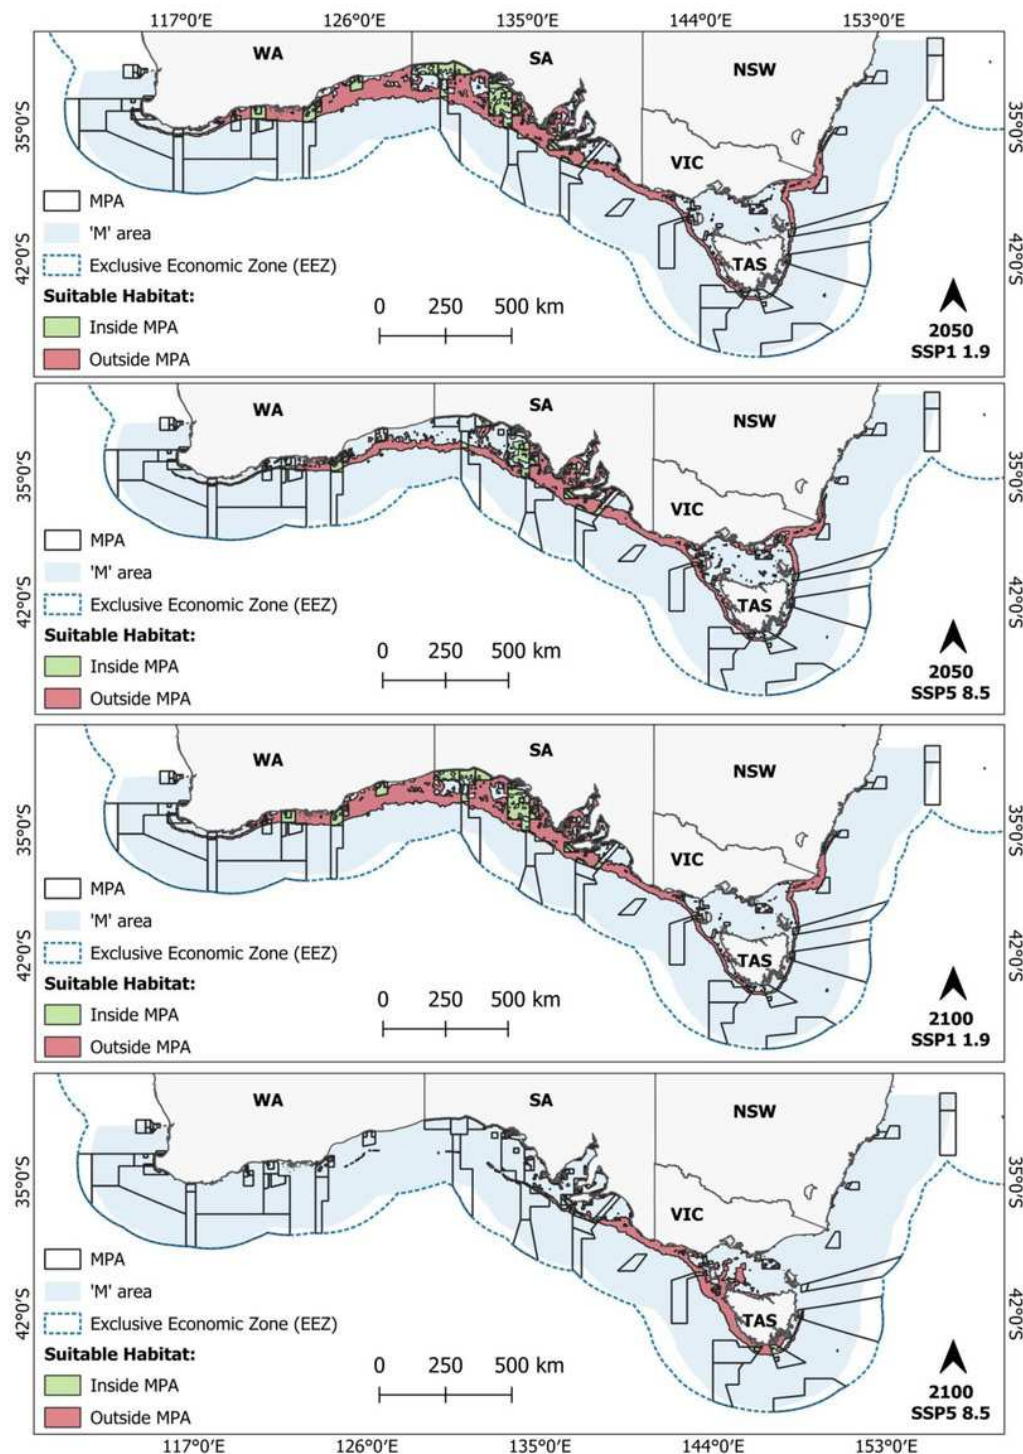 117°0'E 126°0'E 135°0'E 144°0'E 153°0'E
WA SA NSW VIC TAS
35°0'S 35°0'S
42°0'S 42°0'S
MPA
'M' area
Exclusive Economic Zone (EEZ)
Suitable Habitat:
Inside MPA
Outside MPA
0 250 500 km
2050
SSP1 1.9
WA SA NSW VIC TAS
35°0'S 35°0'S
42°0'S 42°0'S
MPA
'M' area
Exclusive Economic Zone (EEZ)
Suitable Habitat:
Inside MPA
Outside MPA
0 250 500 km
2050
SSP5 8.5
WA SA NSW VIC TAS
35°0'S 35°0'S
42°0'S 42°0'S
MPA
'M' area
Exclusive Economic Zone (EEZ)
Suitable Habitat:
Inside MPA
Outside MPA
0 250 500 km
2100
SSP1 1.9
WA SA NSW VIC TAS
35°0'S 35°0'S
42°0'S 42°0'S
MPA
'M' area
Exclusive Economic Zone (EEZ)
Suitable Habitat:
Inside MPA
Outside MPA
0 250 500 km
2100
SSP5 8.5
117°0'E 126°0'E 135°0'E 144°0'E 153°0'E